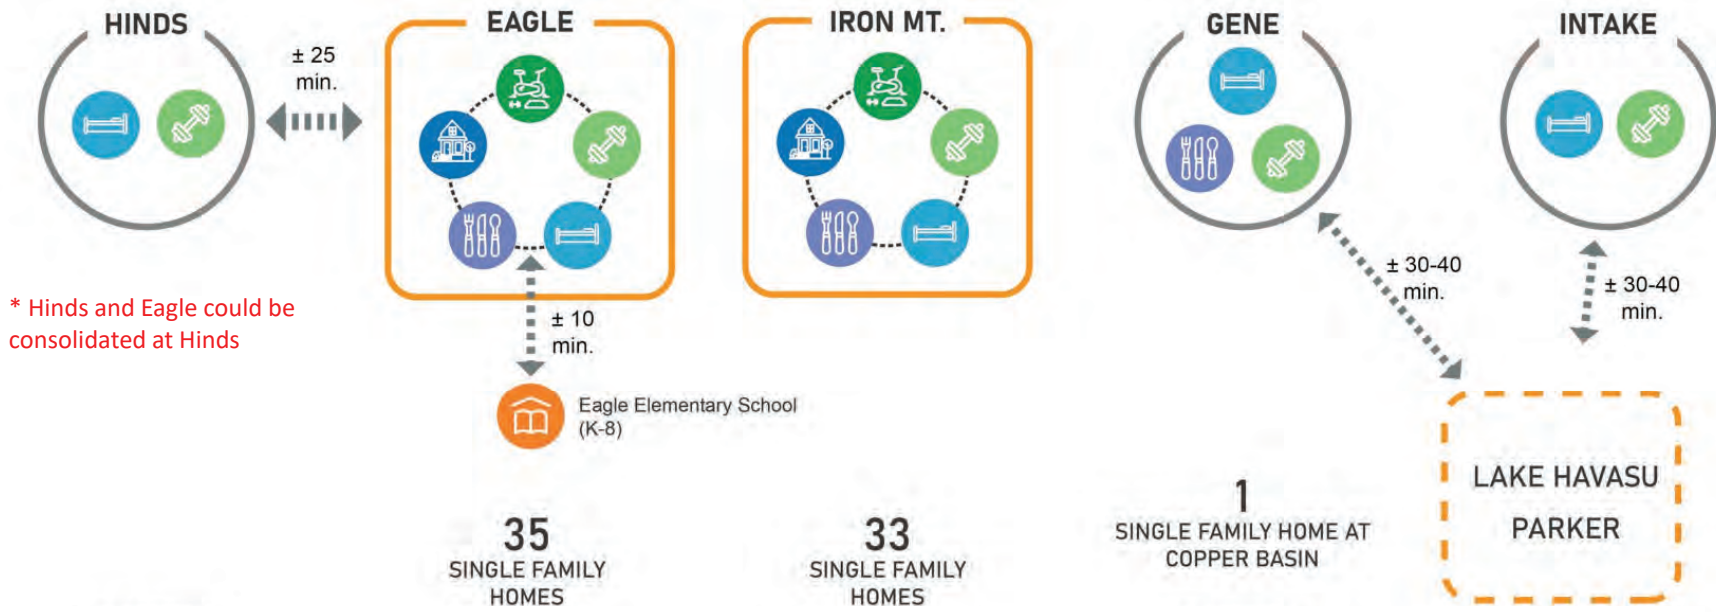 HINDS
± 25
min.
EAGLE
IRON MT.
GENE
INTAKE
* Hinds and Eagle could be
consolidated at Hinds
± 10
min.
Eagle Elementary School
(K-8)
± 30-40
min.
± 30-40
min.
LAKE HAVASU
PARKER
35
SINGLE FAMILY
HOMES
33
SINGLE FAMILY
HOMES
1
SINGLE FAMILY HOME AT
COPPER BASIN